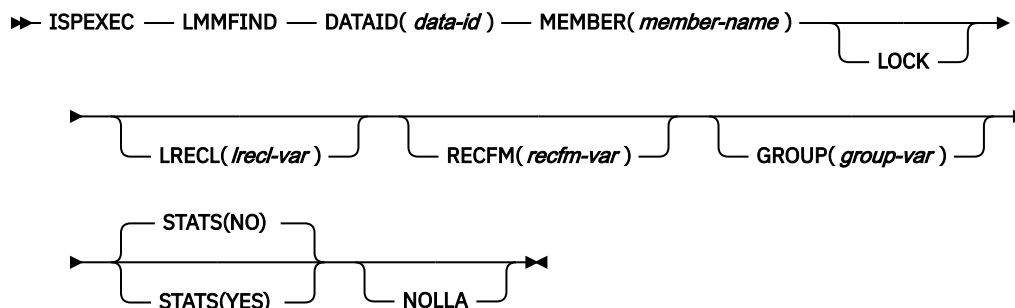 ISPEXEC LMMFIND DATAID( data-id ) MEMBER( member-name )
LOCK
LRECL( lrecl-var ) RECFM( recfm-var ) GROUP( group-var )
STATS(NO)
STATS(YES) NOLLA